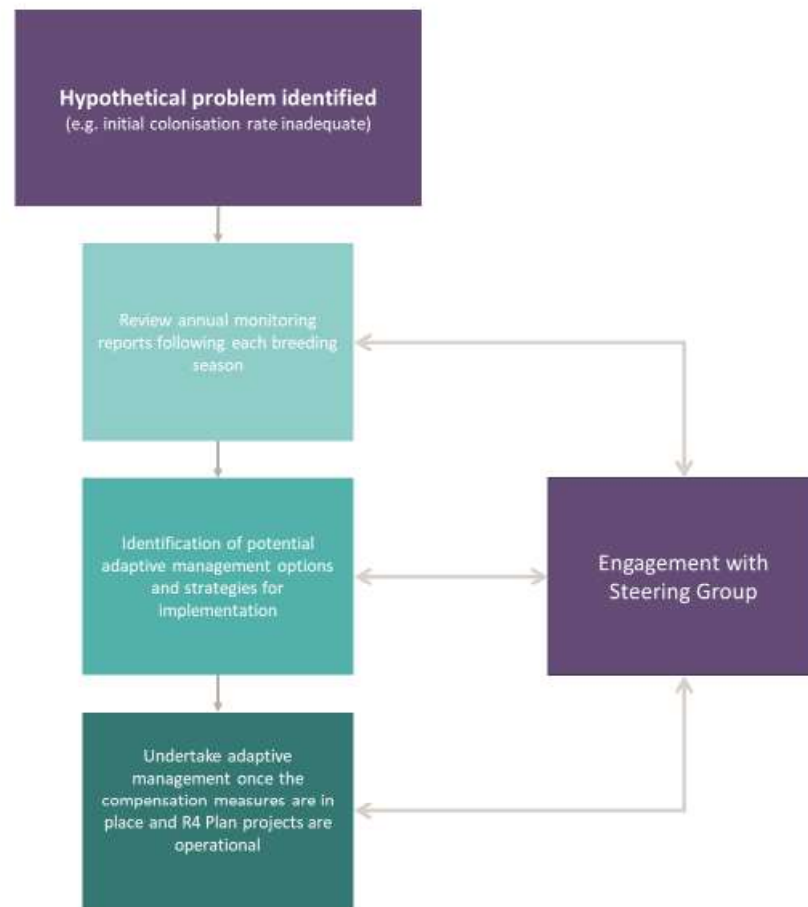 Hypothetical problem identified
(e.g. initial colonisation rate inadequate)
Review annual monitoring
reports following each breeding
season
Identification of potential
adaptive management options
and strategies for
implementation
Engagement with
Steering Group
Undertake adaptive
management once the
compensation measures are in
place and R4 Plan projects are
operational